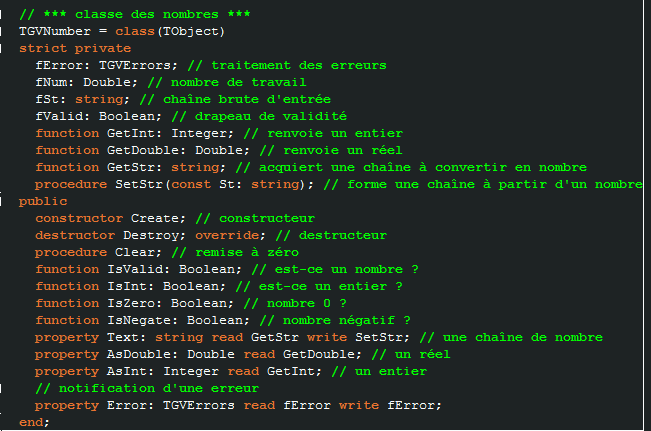 // *** classe des nombres ***
TGVNumber = class(TObject)
strict private
fError: TGVErrors; // traitement des erreurs
fNum: Double; // nombre de travail
fSt: string; // chaîne brute d'entrée
fValid: Boolean; // drapeau de validité
function GetInt: Integer; // renvoie un entier
function GetDouble: Double; // renvoie un réel
function GetStr: string; // acquiert une chaîne à convertir en nombre
procedure SetStr(const St: string); // forme une chaîne à partir d'un nombre
public
constructor Create; // constructeur
destructor Destroy; override; // destructeur
procedure Clear; // remise à zéro
function IsValid: Boolean; // est-ce un nombre ?
function IsInt: Boolean; // est-ce un entier ?
function IsZero: Boolean; // nombre 0 ?
function IsNegate: Boolean; // nombre négatif ?
property Text: string read GetStr write SetStr; // une chaîne de nombre
property AsDouble: Double read GetDouble; // un réel
property AsInt: Integer read GetInt; // un entier
// notification d'une erreur
property Error: TGVErrors read fError write fError;
end;